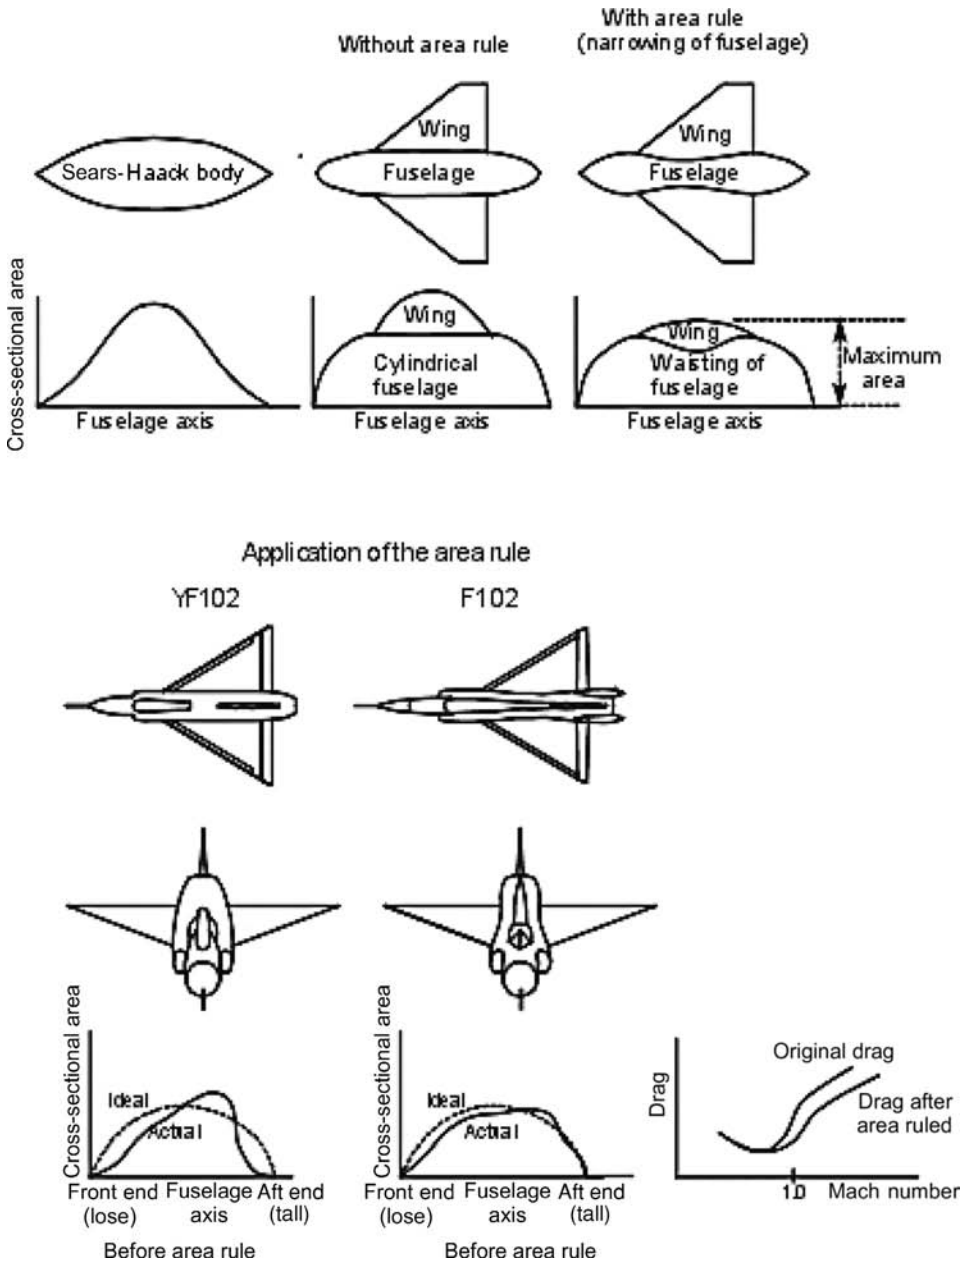 Without area rule
With area rule
(narrowing of fuselage)
Sears-Haack body
Wing
Fuselage
Wing
Fuselage
Cross-sectional area
Fuselage axis
Wing
Cylindrical
fuselage
Fuselage axis
Wing
Waisting of
fuselage
Fuselage axis
Maximum
area
Application of the area rule
YF102
F102
Cross-sectional area
Ideal
Actual
Front end
(lose)
Fuselage
axis
Aft end
(tall)
Before area rule
Cross-sectional area
Ideal
Actual
Front end
(lose)
Fuselage
axis
Aft end
(tall)
Before area rule
Drag
Original drag
Drag after
area ruled
1.0
Mach number